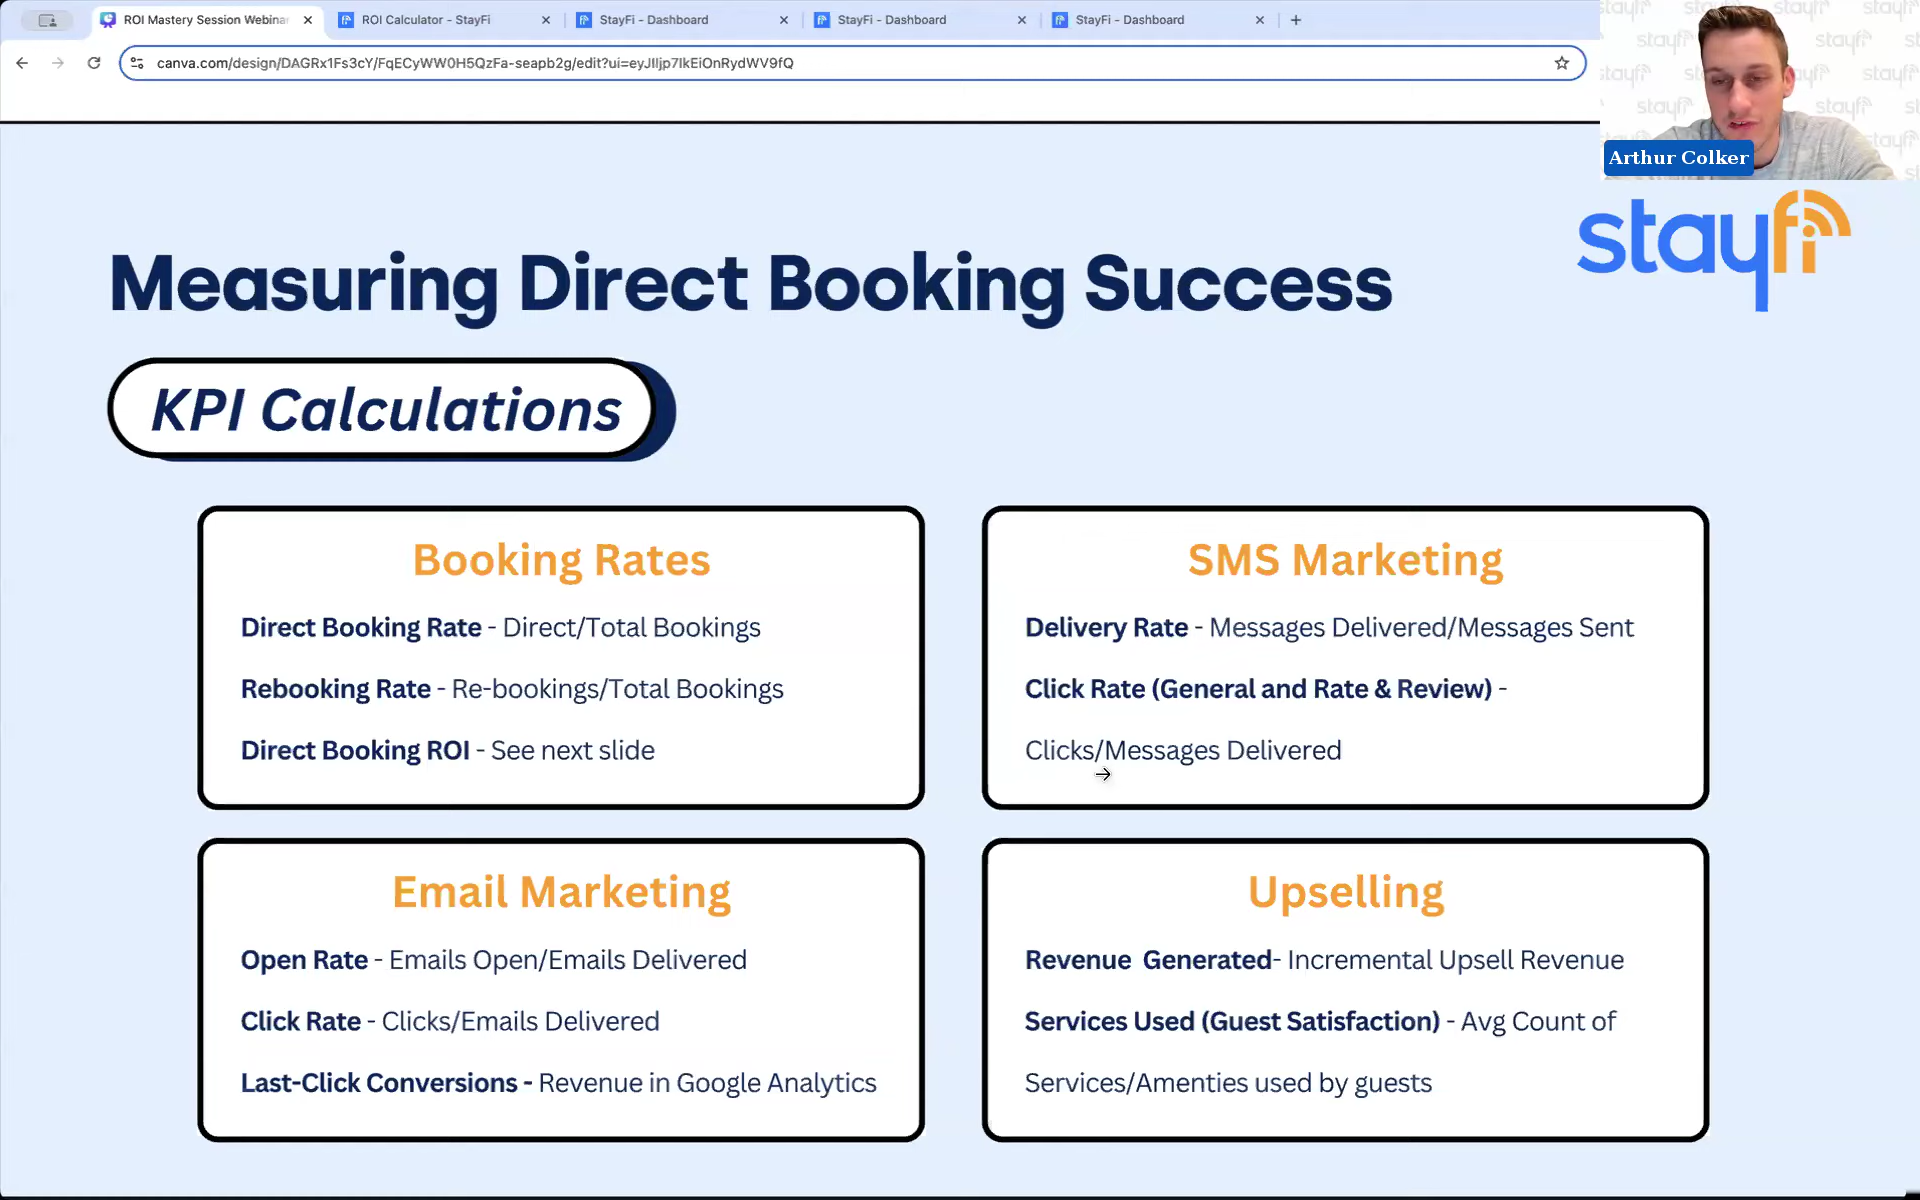 ROI Mastery Session Webinar
ROI Calculator - StayFi
StayFi - Dashboard
StayFi - Dashboard
StayFi - Dashboard
canva.com/design/DAGRx1Fs3cY/FqECyWW0H5QzFa-seapb2g/edit?ui=eyJIIjp7IkEiOnRydWV9fQ
Arthur Colker
stayfi
Measuring Direct Booking Success
KPI Calculations
Booking Rates
Direct Booking Rate - Direct/Total Bookings
Rebooking Rate - Re-bookings/Total Bookings
Direct Booking ROI - See next slide
SMS Marketing
Delivery Rate - Messages Delivered/Messages Sent
Click Rate (General and Rate & Review) -
Clicks/Messages Delivered
Email Marketing
Open Rate - Emails Open/Emails Delivered
Click Rate - Clicks/Emails Delivered
Last-Click Conversions - Revenue in Google Analytics
Upselling
Revenue Generated- Incremental Upsell Revenue
Services Used (Guest Satisfaction) - Avg Count of
Services/Amenties used by guests